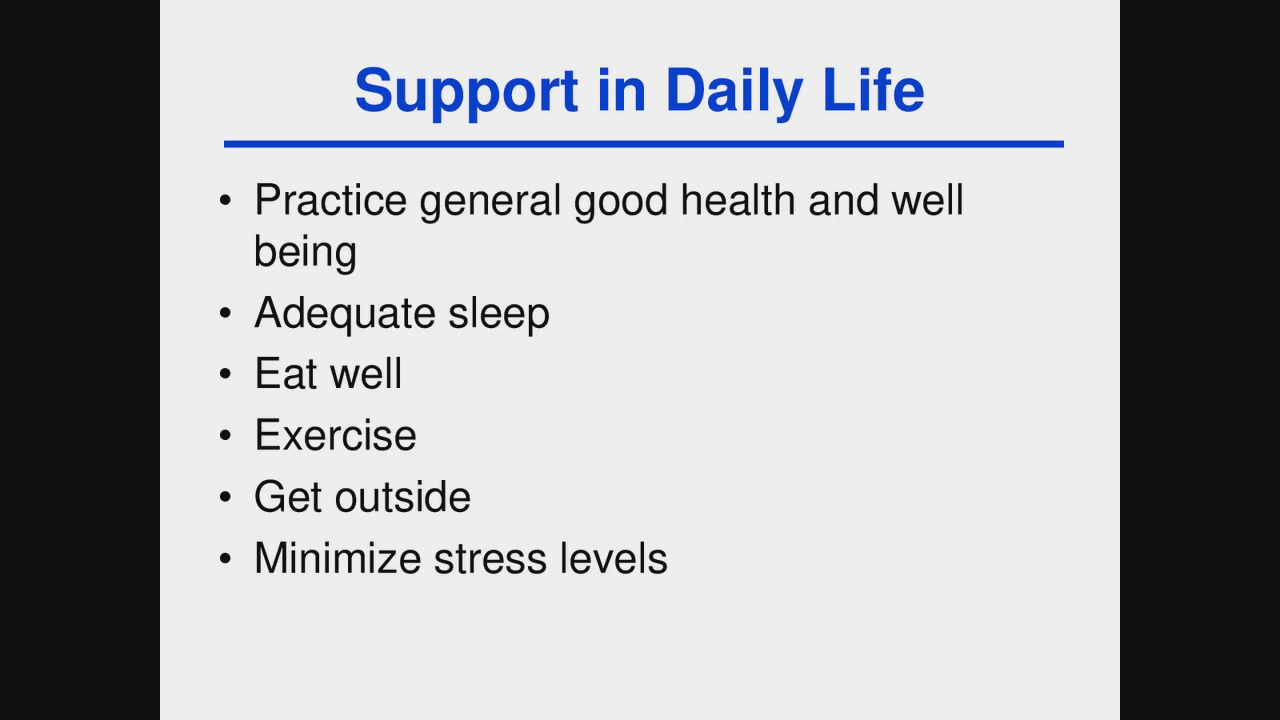 Support in Daily Life
• Practice general good health and well
being
• Adequate sleep
• Eat well
• Exercise
• Get outside
• Minimize stress levels